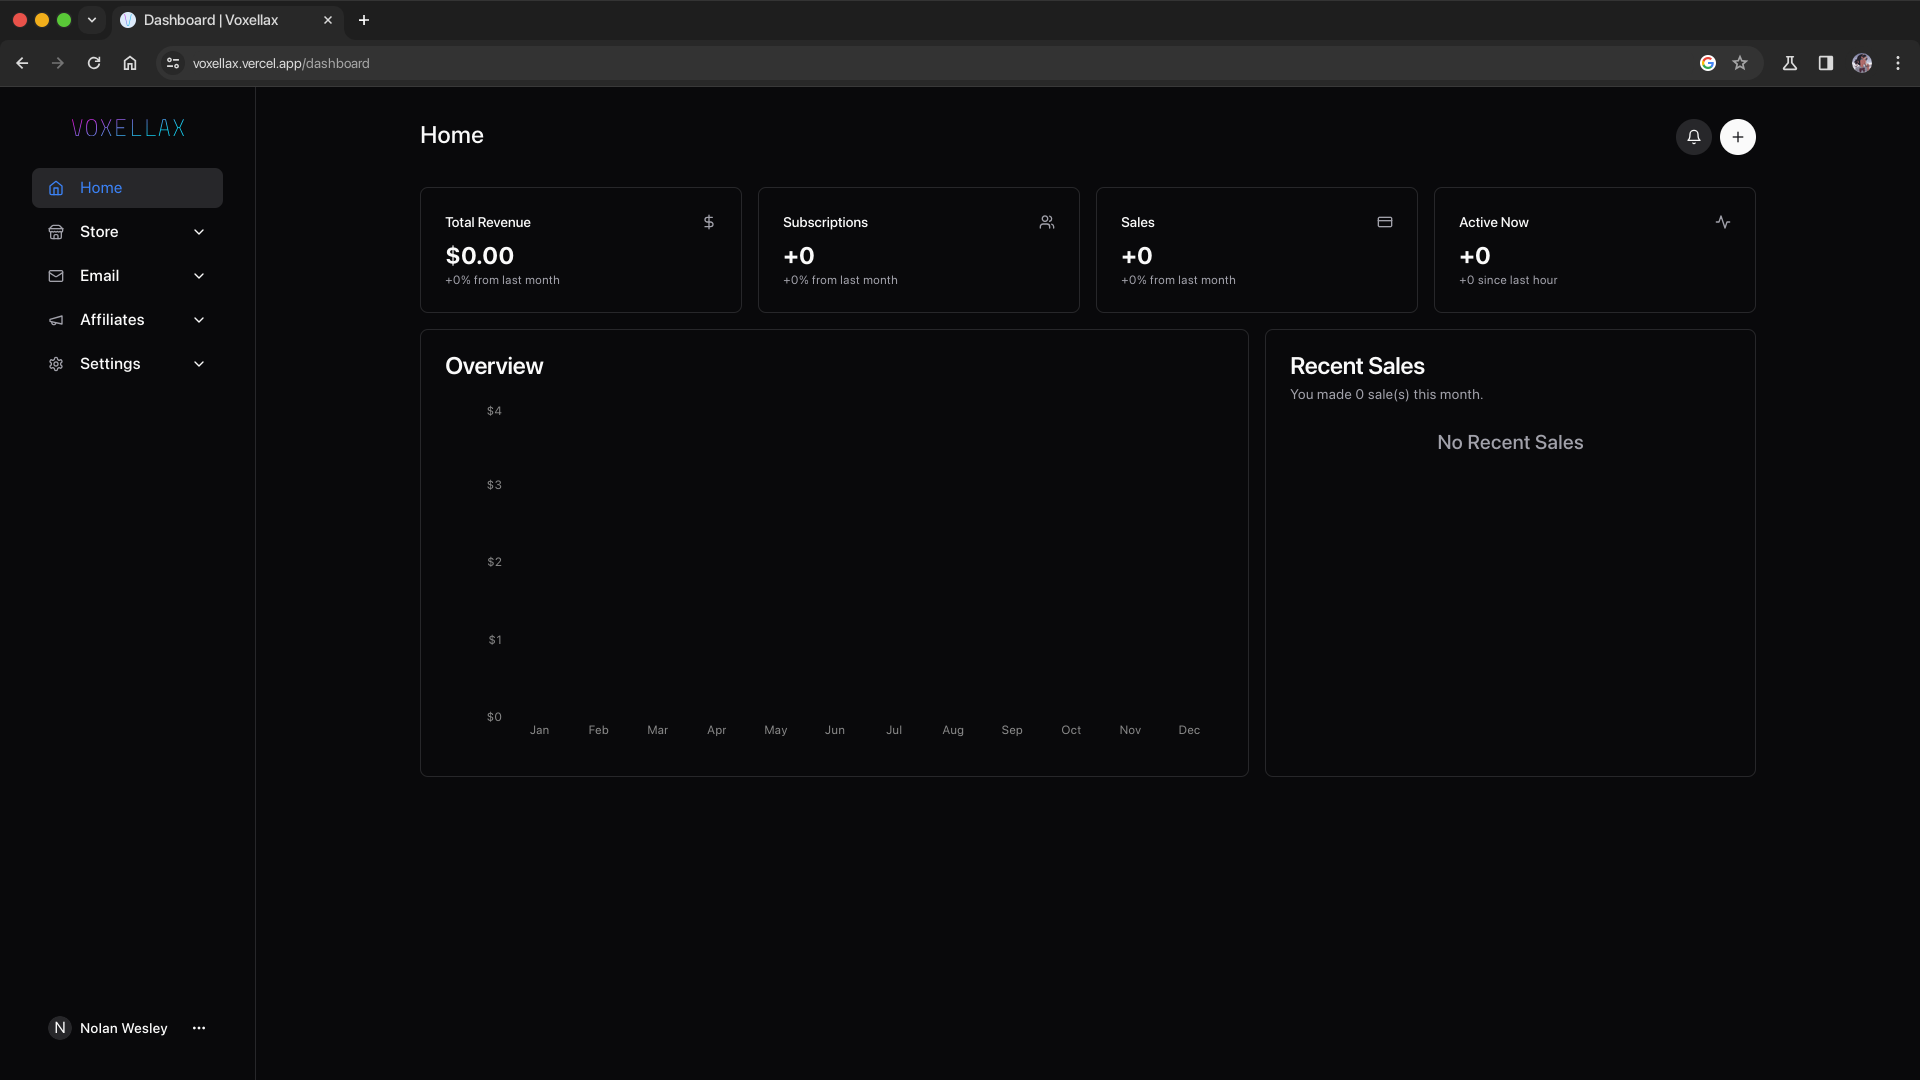 Dashboard | Voxellax
voxellax.vercel.app/dashboard
VOXELLAX
Home
Store
Email
Affiliates
Settings
N Nolan Wesley
Home
Total Revenue
$0.00
+0% from last month
Subscriptions
+0
+0% from last month
Sales
+0
+0% from last month
Active Now
+0
+0 since last hour
Overview
$4
$3
$2
$1
$0
Jan Feb Mar Apr May Jun Jul Aug Sep Oct Nov Dec
Recent Sales
You made 0 sale(s) this month.
No Recent Sales